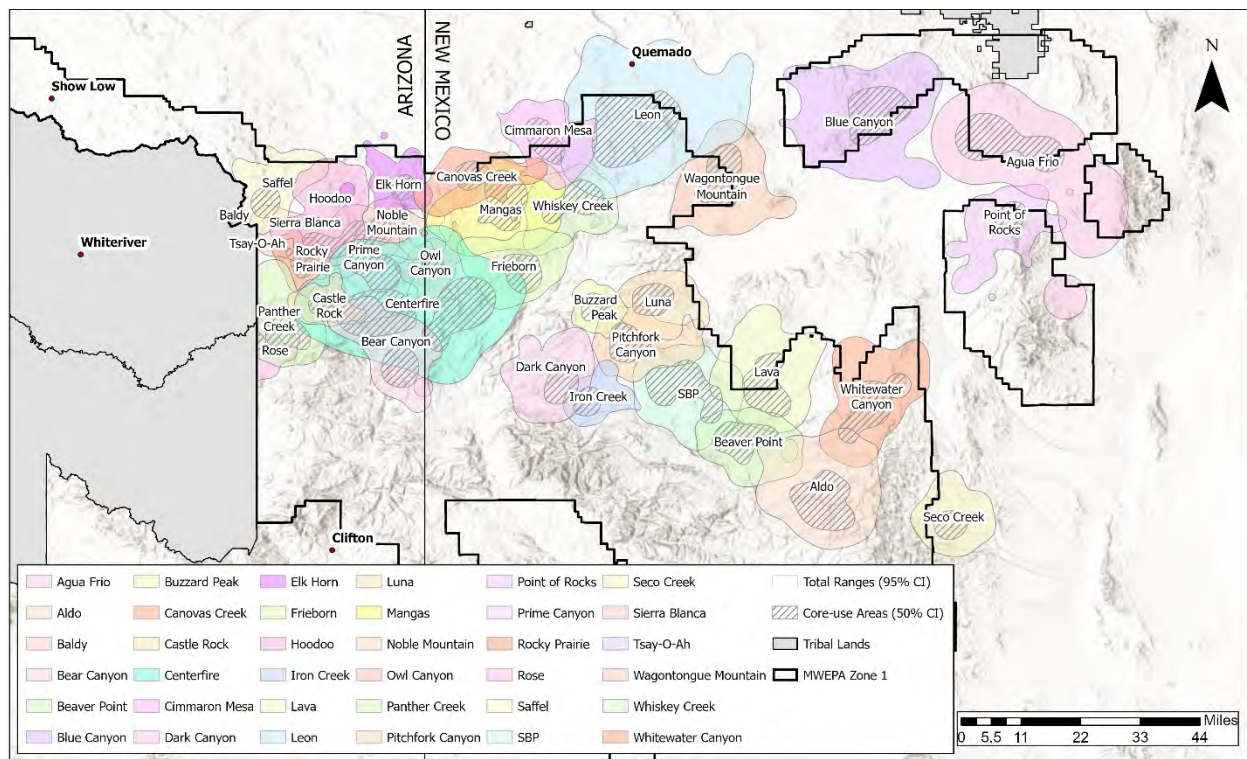 ARIZONA
NEW MEXICO
Quemado
N
Show Low
Leon
Blue Canyon
Cimmaron Mesa
Agua Frio
Saffel
Elk Horn
Canovas Creek
Wagontongue
Mountain
Hoodoo
Mangas
Whiskey Creek
Baldy
Sierra Blanca
Noble
Mountain
Point of
Rocks
Tsay-O-Ah
Whiteriver
Rocky
Prairie
Prime
Canyon
Owl
Canyon
Frieborn
Castle
Rock
Centerfire
Buzzard
Peak
Luna
Panther
Creek
Rose
Bear Canyon
Pitchfork
Canyon
Dark Canyon
Lava
Iron Creek
SBP
Whitewater
Canyon
Beaver Point
Aldo
Seco Creek
Clifton
Agua Frio
Aldo
Baldy
Bear Canyon
Beaver Point
Blue Canyon
Buzzard Peak
Canovas Creek
Castle Rock
Centerfire
Cimmaron Mesa
Dark Canyon
Elk Horn
Frieborn
Hoodoo
Iron Creek
Lava
Leon
Luna
Mangas
Noble Mountain
Owl Canyon
Panther Creek
Pitchfork Canyon
Point of Rocks
Prime Canyon
Rocky Prairie
Rose
Saffel
SBP
Seco Creek
Sierra Blanca
Tsay-O-Ah
Wagontongue Mountain
Whiskey Creek
Whitewater Canyon
Total Ranges (95% CI)
Core-use Areas (50% CI)
Tribal Lands
MWEPA Zone 1
Miles
0 5.5 11 22 33 44